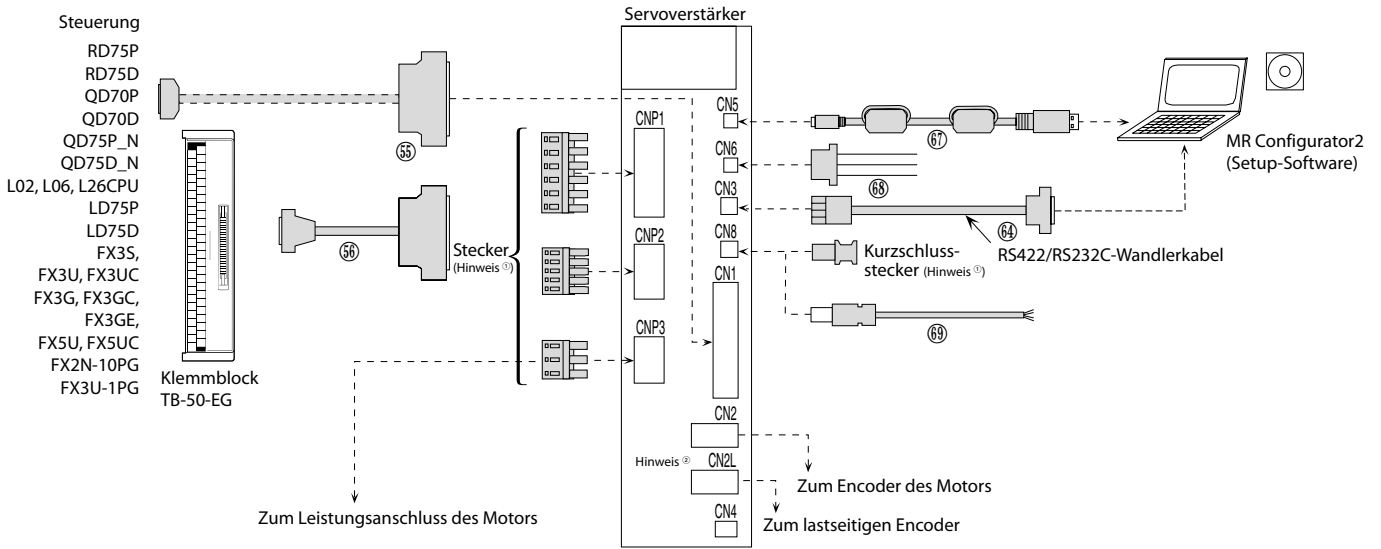 Steuerung
RD75P
RD75D
QD70P
QD70D
QD75P_N
QD75D_N
L02, L06, L26CPU
LD75P
LD75D
FX3S,
FX3U, FX3UC
FX3G, FX3GC,
FX3GE,
FX5U, FX5UC
FX2N-10PG
FX3U-1PG
Klemmblock
TB-50-EG
㊺
㊻
Stecker
(Hinweis ①)
Zum Leistungsanschluss des Motors
Servoverstärker
CNP1
CNP2
CNP3
CN5
CN6
CN3
CN8
CN1
CN2
Hinweis ②
CN2L
CN4
67
68
64
RS422/RS232C-Wandlerkabel
Kurzschluss-
stecker (Hinweis ①)
69
MR Configurator2
(Setup-Software)
Zum Encoder des Motors
Zum lastseitigen Encoder